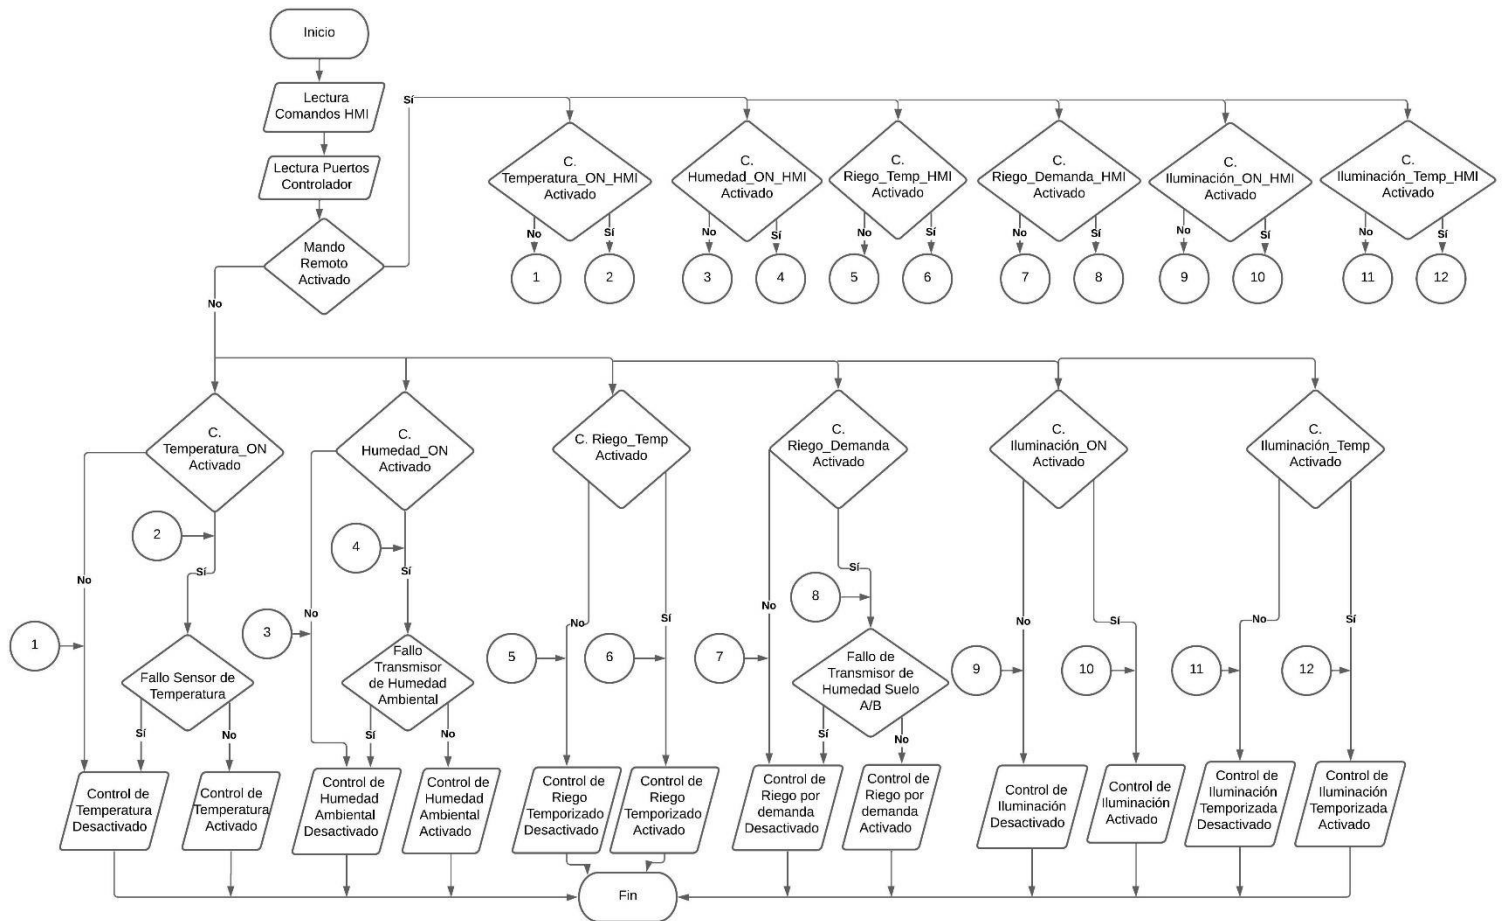 Inicio
Lectura
Comandos HMI
Lectura Puertos
Controlador
Mando
Remoto
Activado
Sí
No
C.
Temperatura_ON_HMI
Activado
No
Sí
1
2
C.
Humedad_ON_HMI
Activado
No
Sí
3
4
C.
Riego_Temp_HMI
Activado
No
Sí
5
6
C.
Riego_Demanda_HMI
Activado
No
Sí
7
8
C.
Iluminación_ON_HMI
Activado
No
Sí
9
10
C.
Iluminación_Temp_HMI
Activado
No
Sí
11
12
C.
Temperatura_ON
Activado
2
No
Sí
1
Fallo Sensor de
Temperatura
Sí
No
Control de
Temperatura
Desactivado
Control de
Temperatura
Activado
C.
Humedad_ON
Activado
4
Sí
No
3
Fallo
Transmisor
de Humedad
Ambiental
Sí
No
Control de
Humedad
Ambiental
Desactivado
Control de
Humedad
Ambiental
Activado
C. Riego_Temp
Activado
No
Sí
5
6
Control de
Riego
Temporizado
Desactivado
Control de
Riego
Temporizado
Activado
C.
Riego_Demanda
Activado
Sí
No
8
7
Fallo de
Transmisor de
Humedad Suelo
A/B
Sí
No
Control de
Riego por
demanda
Desactivado
Control de
Riego por
demanda
Activado
C.
Iluminación_ON
Activado
No
Sí
9
10
Control de
Iluminación
Desactivado
Control de
Iluminación
Activado
C.
Iluminación_Temp
Activado
No
Sí
11
12
Control de
Iluminación
Temporizada
Desactivado
Control de
Iluminación
Temporizada
Activado
Fin